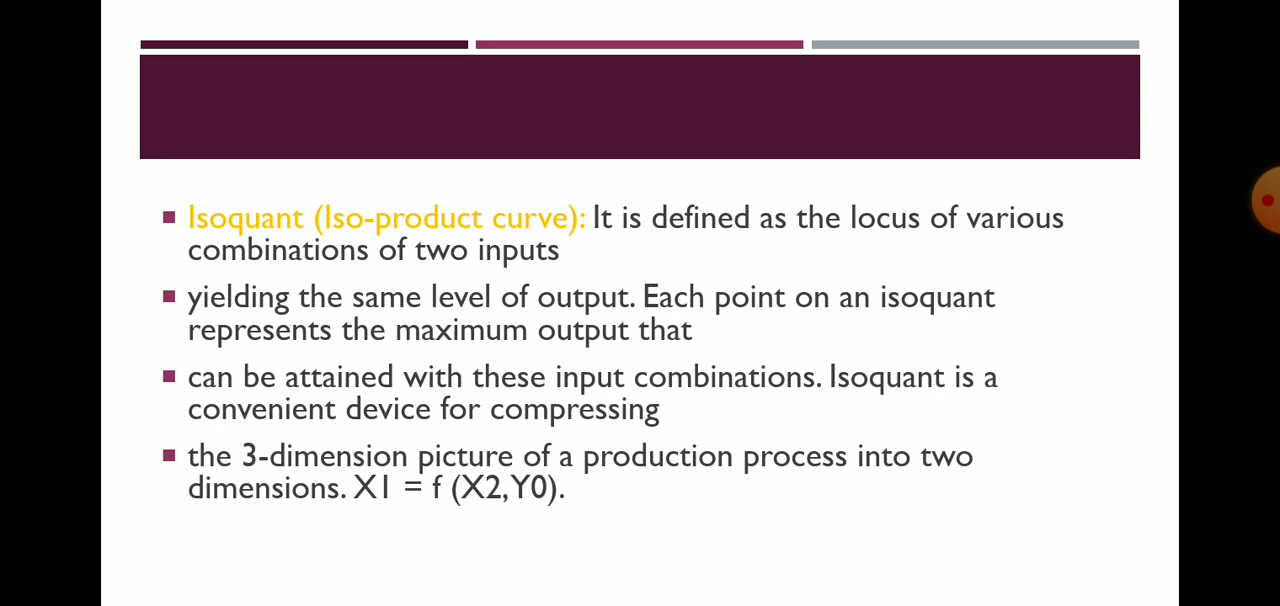 Isoquant (Iso-product curve): It is defined as the locus of various
combinations of two inputs
yielding the same level of output. Each point on an isoquant
represents the maximum output that
can be attained with these input combinations. Isoquant is a
convenient device for compressing
the 3-dimension picture of a production process into two
dimensions. X1 = f (X2, Y0).